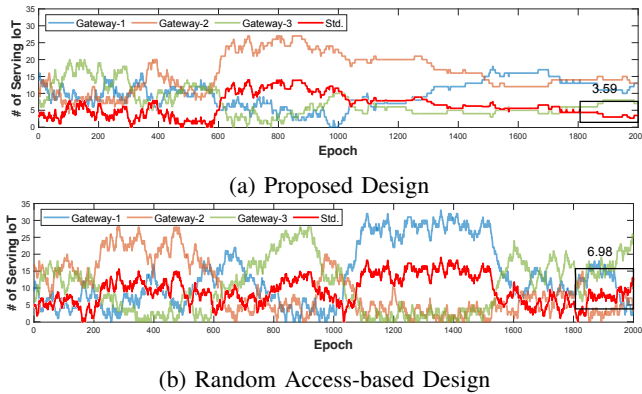 35
30
25
20
15
10
5
0
# of Serving IoT
Gateway-1 Gateway-2 Gateway-3 Std.
3.59
0 200 400 600 800 1000 1200 1400 1600 1800 2000
Epoch
(a) Proposed Design
35
30
25
20
15
10
5
0
# of Serving IoT
Gateway-1 Gateway-2 Gateway-3 Std.
6.98
0 200 400 600 800 1000 1200 1400 1600 1800 2000
Epoch
(b) Random Access-based Design